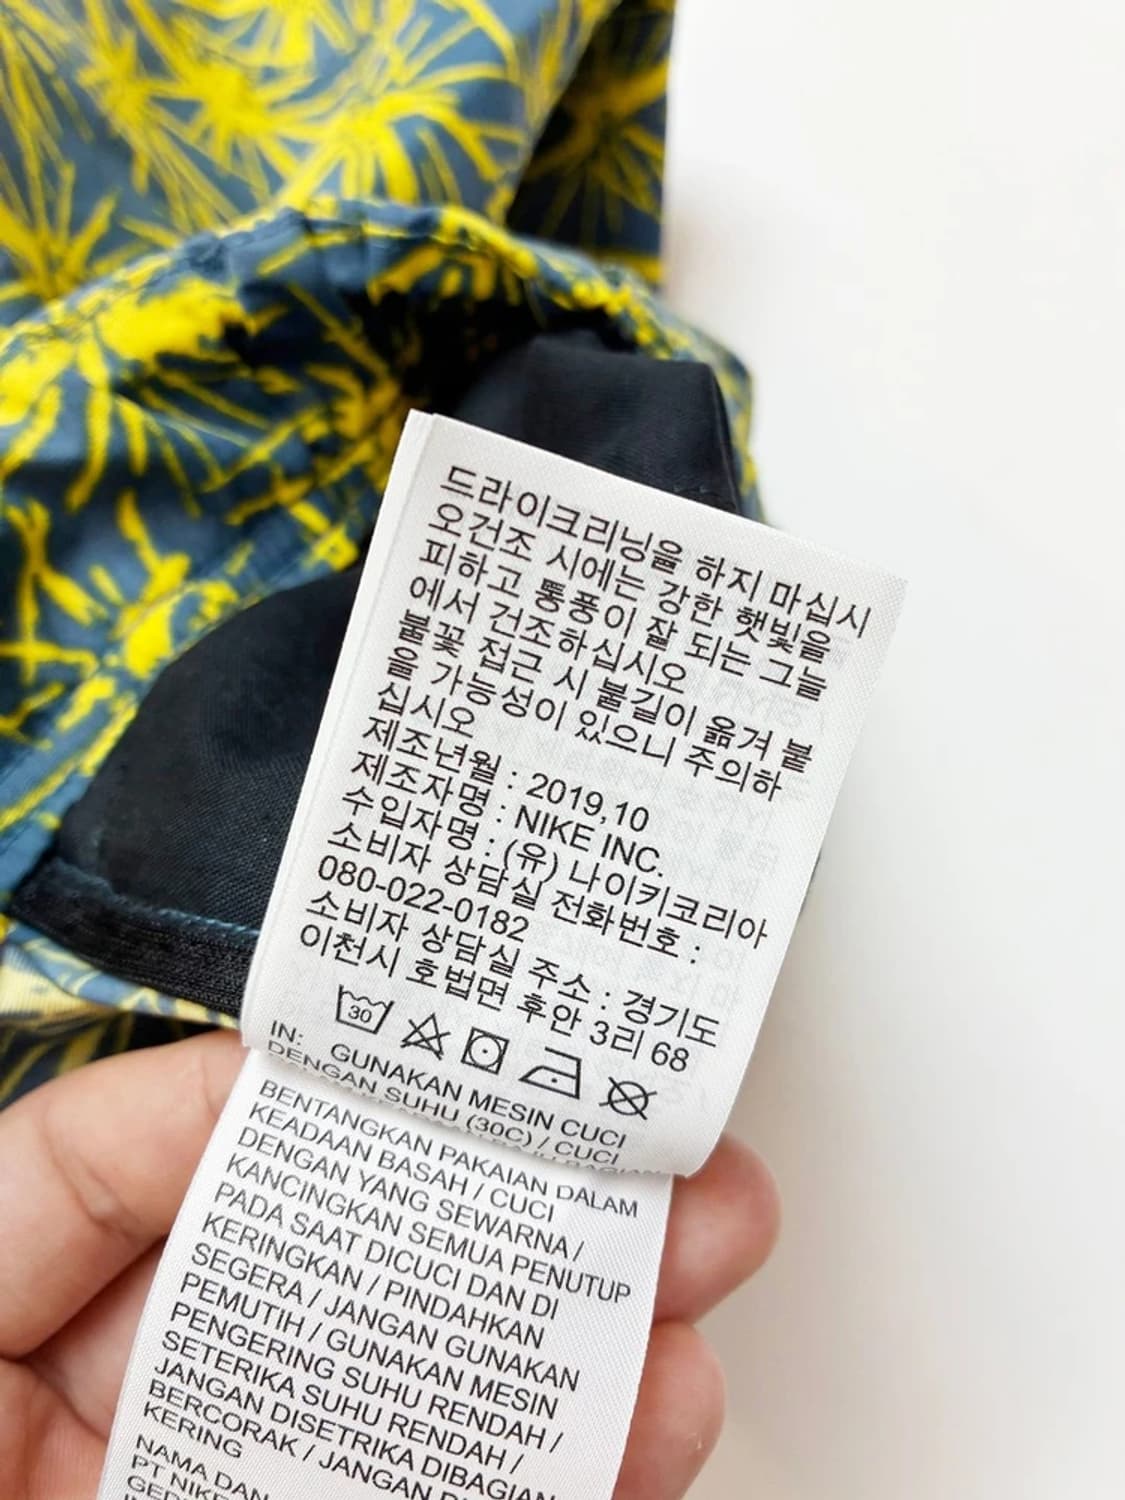 드라이크리닝을 하지 마십시
오건조 시에는 강한 햇빛을
피하고 통풍이 잘 되는 그늘
에서 건조하십시오
불꽃 접근 시 불길이 옮겨 붙
을 가능성이 있으니 주의하
십시오
제조년월 : 2019,10
제조자명 : NIKE INC.
수입자명 : (유) 나이키코리아
소비자 상담실 전화번호 :
080-022-0182
소비자 상담실 주소 : 경기도
이천시 호법면 후안 3리 68
30
IN: GUNAKAN MESIN CUCI
DENGAN SUHU (30C) / CUCI
BENTANGKAN PAKAIAN DALAM
KEADAAN BASAH / CUCI
DENGAN YANG SEWARNA /
KANCINGKAN SEMUA PENUTUP
PADA SAAT DICUCI DAN DI
KERINGKAN / PINDAHKAN
SEGERA / JANGAN GUNAKAN
PEMUTIH / GUNAKAN MESIN
PENGERING SUHU RENDAH /
SETERIKA SUHU RENDAH /
JANGAN DISETRIKA DIBAGIAN
BERCORAK / JANGAN
KERING
NAMA DAN
PT NIKE